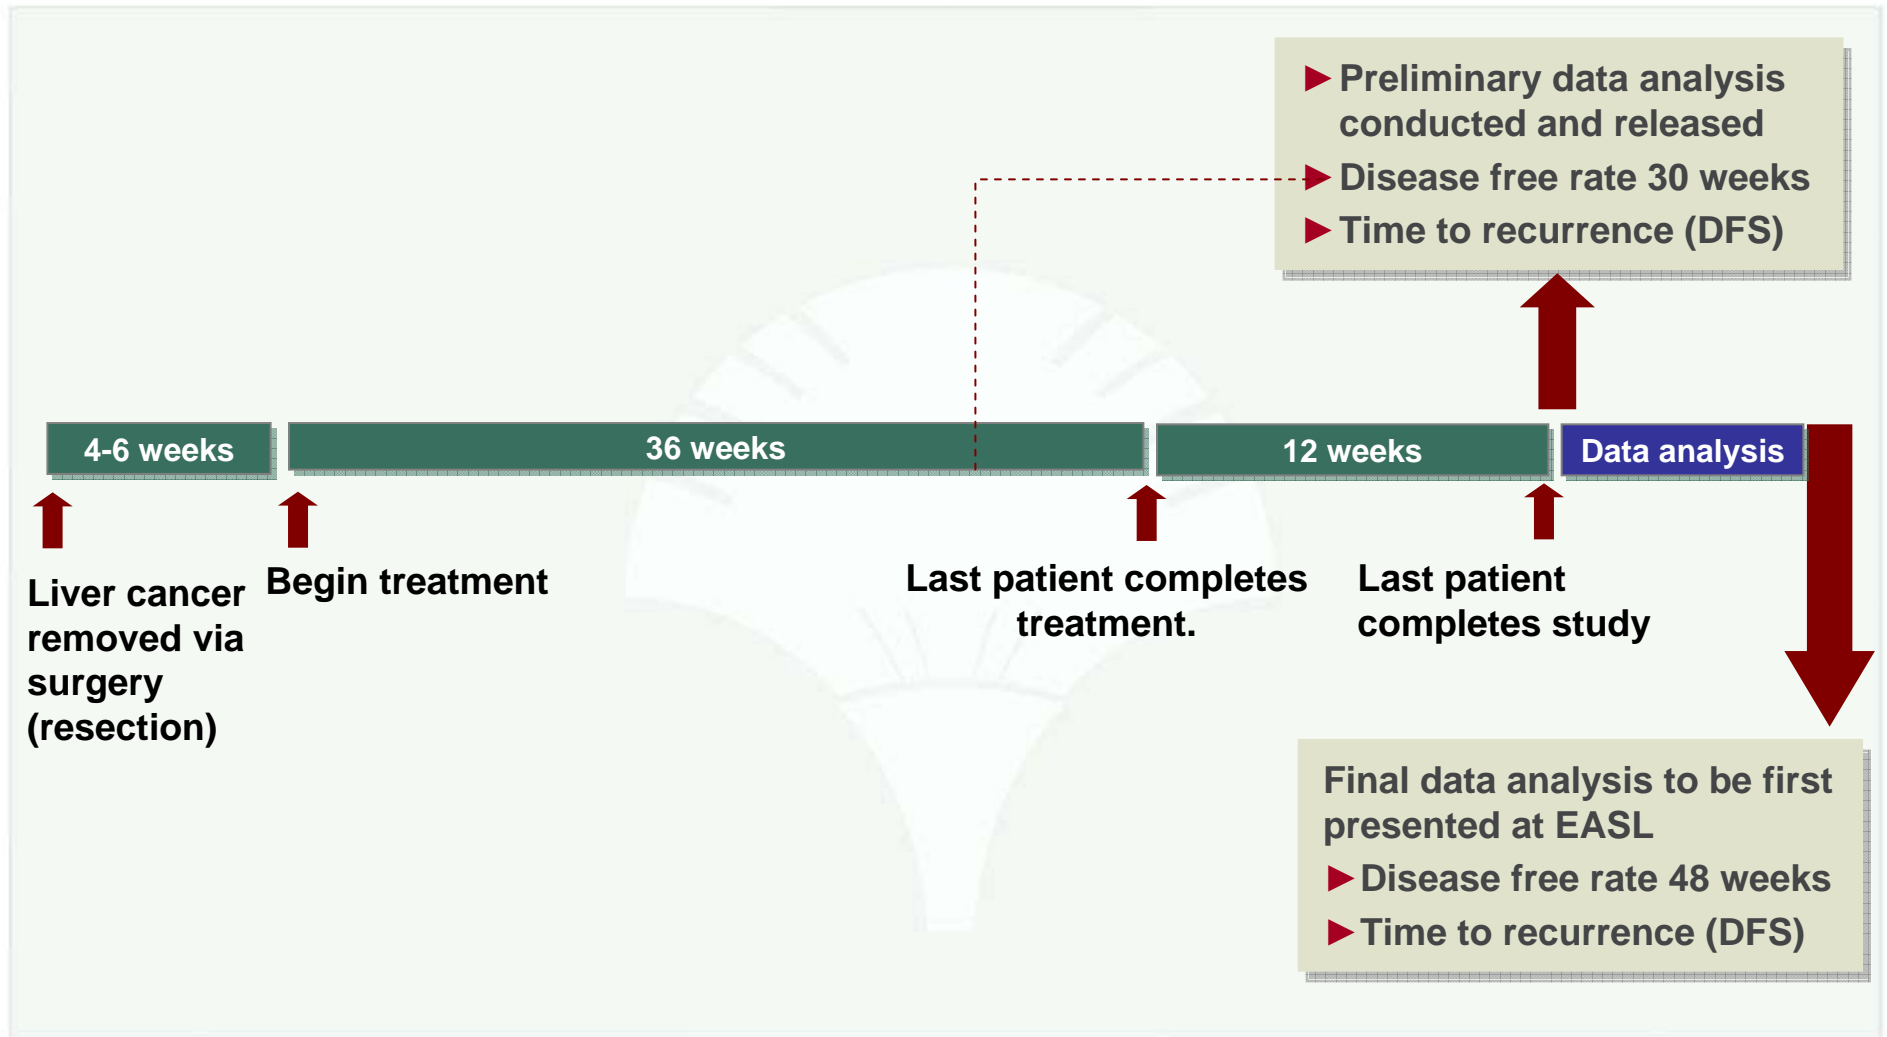 ► Preliminary data analysis
conducted and released
► Disease free rate 30 weeks
► Time to recurrence (DFS)
4-6 weeks
36 weeks
12 weeks
Data analysis
Liver cancer
removed via
surgery
(resection)
Begin treatment
Last patient completes
treatment.
Last patient
completes study
Final data analysis to be first
presented at EASL
► Disease free rate 48 weeks
► Time to recurrence (DFS)